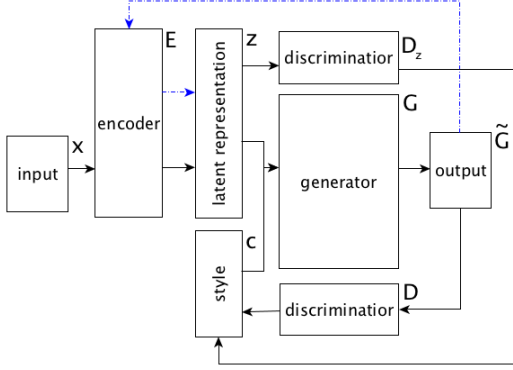 E
z
discriminatior
D_z
x
input
encoder
latent representation
G
generator
G̃
output
c
style
discriminatior
D